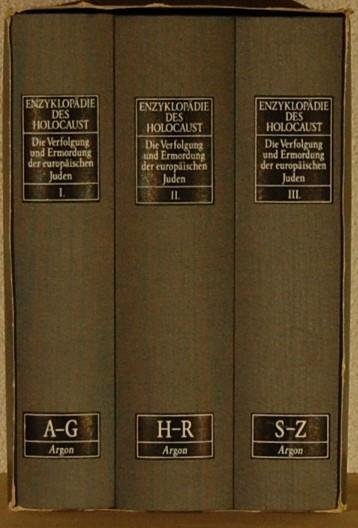 ENZYKLOPÄDIE
DES
HOLOCAUST
Die Verfolgung
und Ermordung
der europäischen
Juden
I.
A-G
Argon
ENZYKLOPÄDIE
DES
HOLOCAUST
Die Verfolgung
und Ermordung
der europäischen
Juden
II.
H-R
Argon
ENZYKLOPÄDIE
DES
HOLOCAUST
Die Verfolgung
und Ermordung
der europäischen
Juden
III.
S-Z
Argon